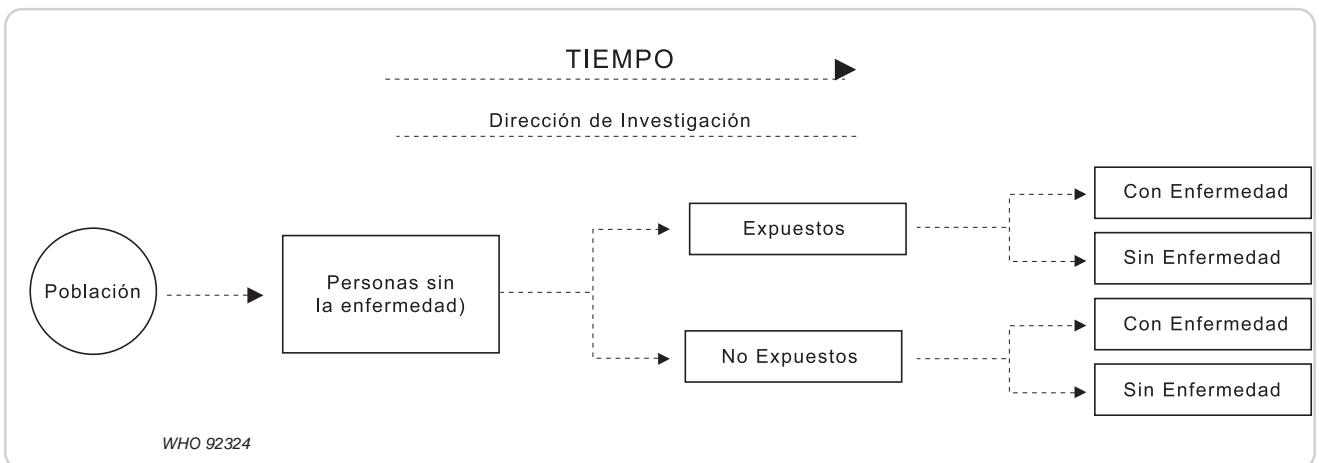 TIEMPO
Dirección de Investigación
Población
Personas sin
la enfermedad)
Expuestos
No Expuestos
Con Enfermedad
Sin Enfermedad
Con Enfermedad
Sin Enfermedad
WHO 92324